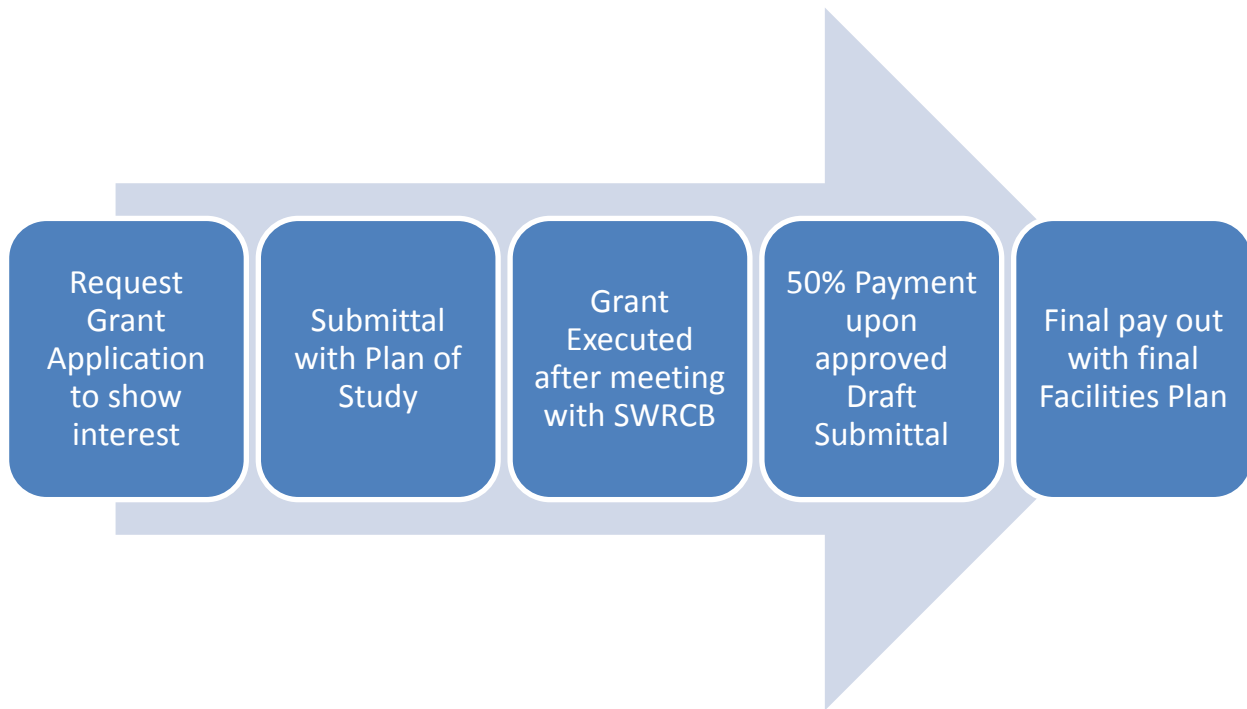 Request
Grant
Application
to show
interest
Submittal
with Plan of
Study
Grant
Executed
after meeting
with SWRCB
50% Payment
upon
approved
Draft
Submittal
Final pay out
with final
Facilities Plan